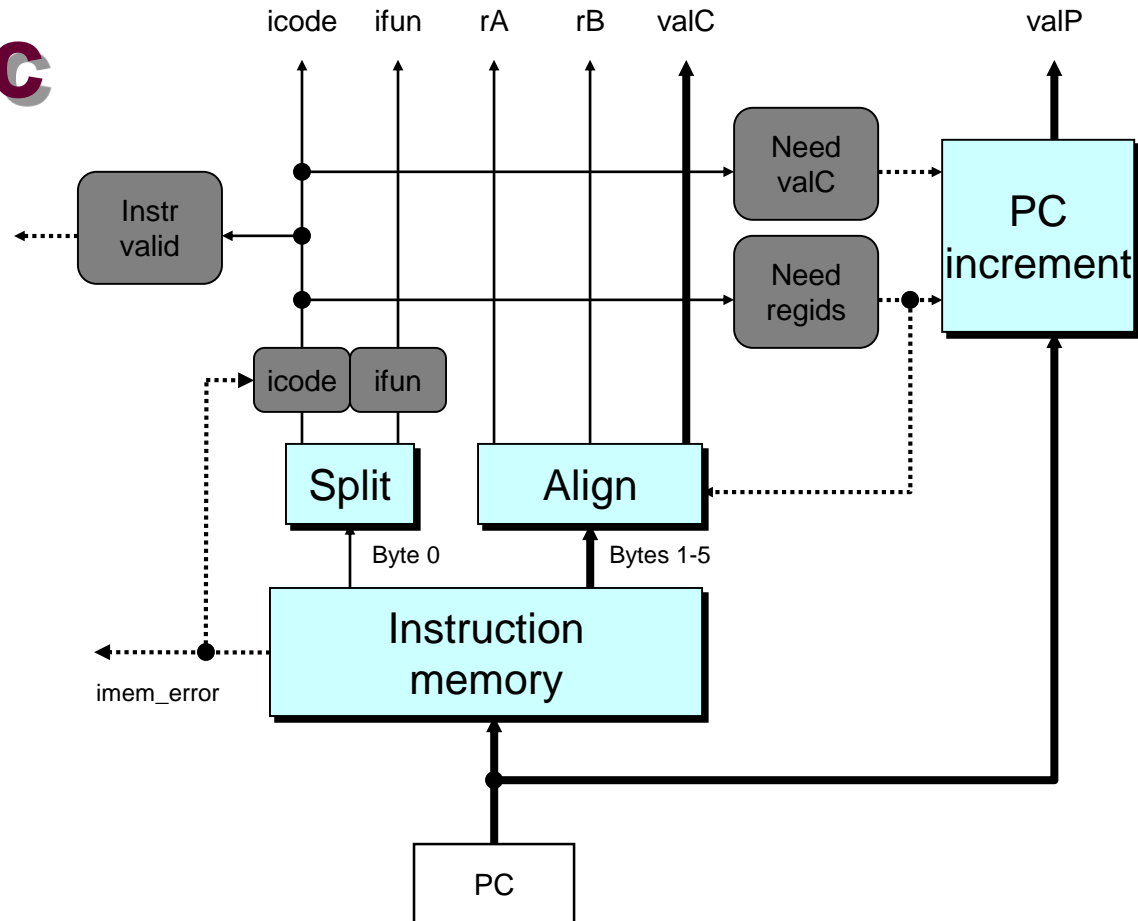 icode ifun rA rB valC valP
c
Need
valC
Instr
valid
PC
increment
Need
regids
icode ifun
Split
Align
Byte 0
Bytes 1-5
Instruction
memory
imem_error
PC